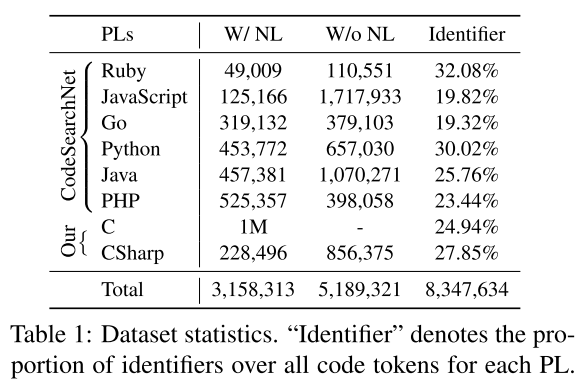 PLs W/ NL W/o NL Identifier
CodeSearchNet
Ruby 49,009 110,551 32.08%
JavaScript 125,166 1,717,933 19.82%
Go 319,132 379,103 19.32%
Python 453,772 657,030 30.02%
Java 457,381 1,070,271 25.76%
PHP 525,357 398,058 23.44%
Our
C 1M - 24.94%
CSharp 228,496 856,375 27.85%
Total 3,158,313 5,189,321 8,347,634
Table 1: Dataset statistics. “Identifier” denotes the pro-
portion of identifiers over all code tokens for each PL.